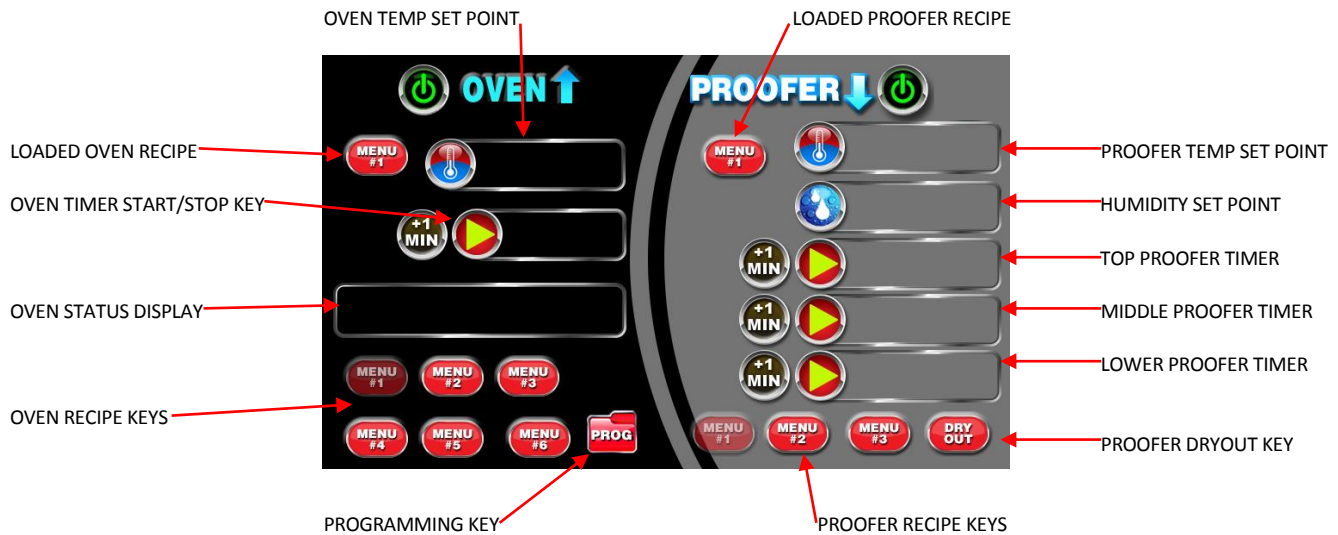 OVEN TEMP SET POINT
LOADED PROOFER RECIPE
OVEN
PROOFER
LOADED OVEN RECIPE
MENU
#1
MENU
#1
PROOFER TEMP SET POINT
OVEN TIMER START/STOP KEY
HUMIDITY SET POINT
+1
MIN
+1
MIN
TOP PROOFER TIMER
OVEN STATUS DISPLAY
+1
MIN
MIDDLE PROOFER TIMER
+1
MIN
LOWER PROOFER TIMER
MENU
#1
MENU
#2
MENU
#3
OVEN RECIPE KEYS
MENU
#4
MENU
#5
MENU
#6
PROG
MENU
#1
MENU
#2
MENU
#3
DRY
OUT
PROOFER DRYOUT KEY
PROGRAMMING KEY
PROOFER RECIPE KEYS